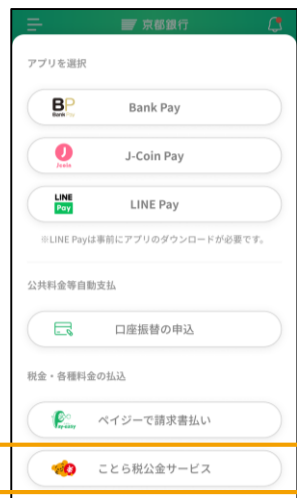 京都銀行
アプリを選択
BP
Bank Pay
Bank Pay
J
Jcoin
J-Coin Pay
LINE
Pay
LINE Pay
※LINE Payは事前にアプリのダウンロードが必要です。
公共料金等自動支払
口座振替の申込
税金・各種料金の払込
Pay-easy
ペイジーで請求書払い
ことら税公金サービス